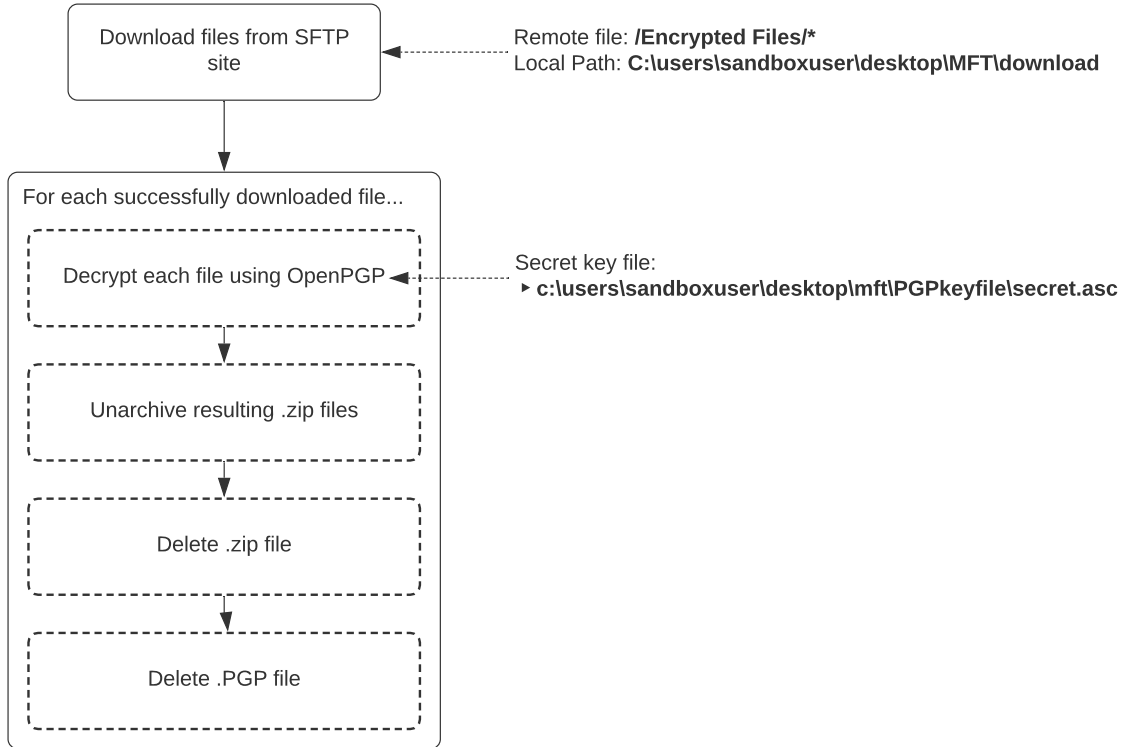 Download files from SFTP
site
Remote file: /Encrypted Files/*
Local Path: C:\users\sandboxuser\desktop\MFT\download
For each successfully downloaded file...
Decrypt each file using OpenPGP
Secret key file:
‣ c:\users\sandboxuser\desktop\mft\PGPkeyfile\secret.asc
Unarchive resulting .zip files
Delete .zip file
Delete .PGP file